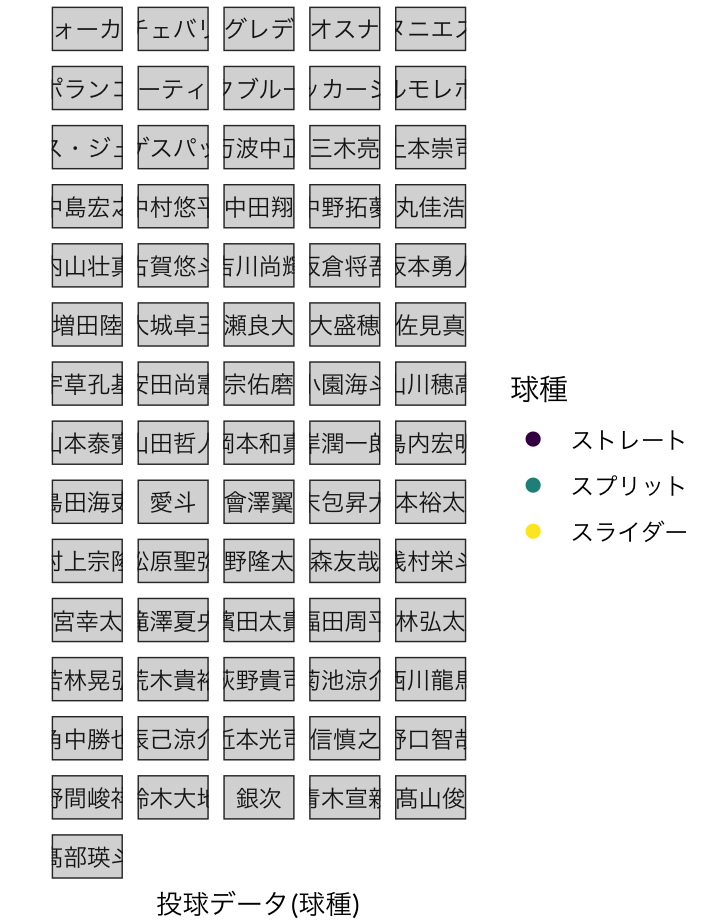 ォーカ チェバリ グレデ オスナ ヌニエス
ポランコ ーティ クブルー ッカーシ ルモレホ
ス・ジェ ゲスパッ 万波中正 三木亮 上本崇司
中島宏之 中村悠平 中田翔 中野拓夢 丸佳浩
内山壮真 古賀悠斗 吉川尚輝 坂倉将吾 坂本勇人
増田陸 大城卓三 瀬良大 大盛穂 佐見真
宇草孔基 安田尚憲 宗佑磨 小園海斗 山川穂高
山本泰寛 山田哲人 岡本和真 岸潤一郎 島内宏明
島田海吏 愛斗 會澤翼 末包昇大 本裕太
村上宗隆 松原聖弥 野隆太 森友哉 浅村栄斗
宮幸太 滝澤夏央 濱田太貴 福田周平 林弘太
若林晃弘 荒木貴裕 荻野貴司 菊池涼介 西川龍馬
角中勝也 辰己涼介 近本光司 信慎之 野口智哉
野間峻祥 鈴木大地 銀次 青木宣親 髙山俊
髙部瑛斗
球種
ストレート
スプリット
スライダー
投球データ(球種)